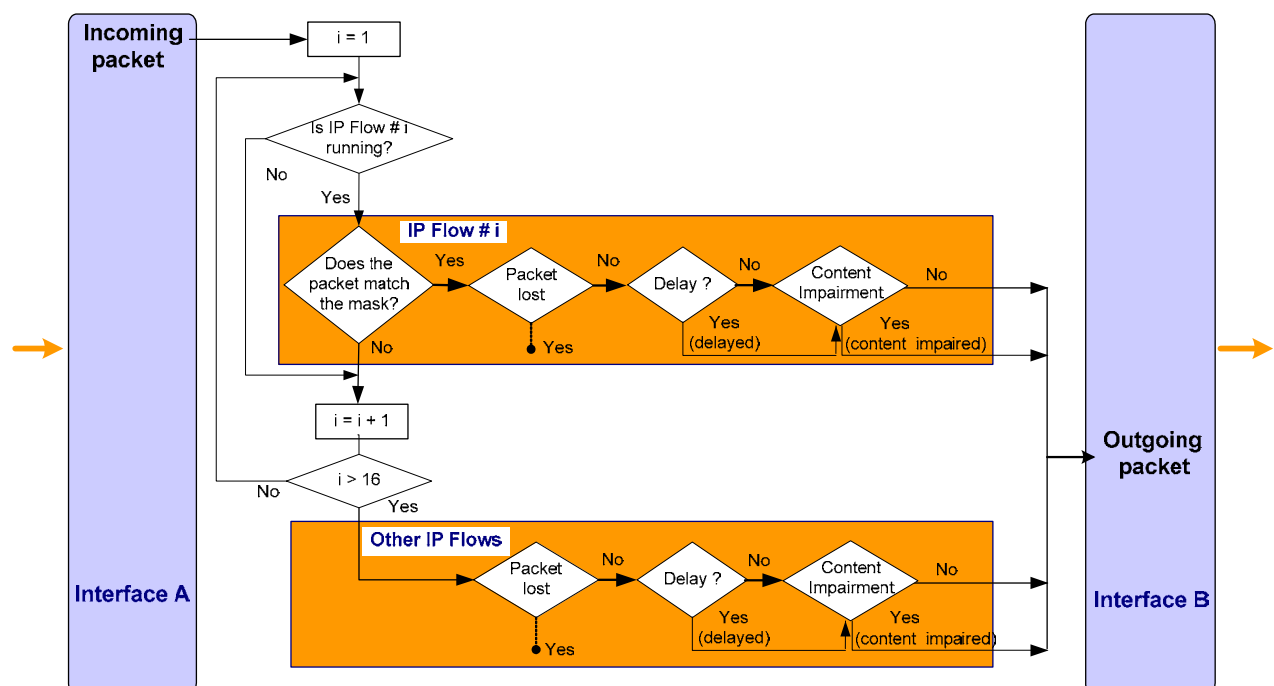 Incoming
packet
i = 1
Is IP Flow # i
running?
No
Yes
IP Flow # i
Does the
packet match
the mask?
Yes
Packet
lost
No
Delay ?
No
Content
Impairment
No
Yes
Yes
(delayed)
Yes
(content impaired)
No
i = i + 1
i > 16
No
Yes
Other IP Flows
Packet
lost
No
Delay ?
No
Content
Impairment
No
Yes
Yes
(delayed)
Yes
(content impaired)
Interface A
Outgoing
packet
Interface B